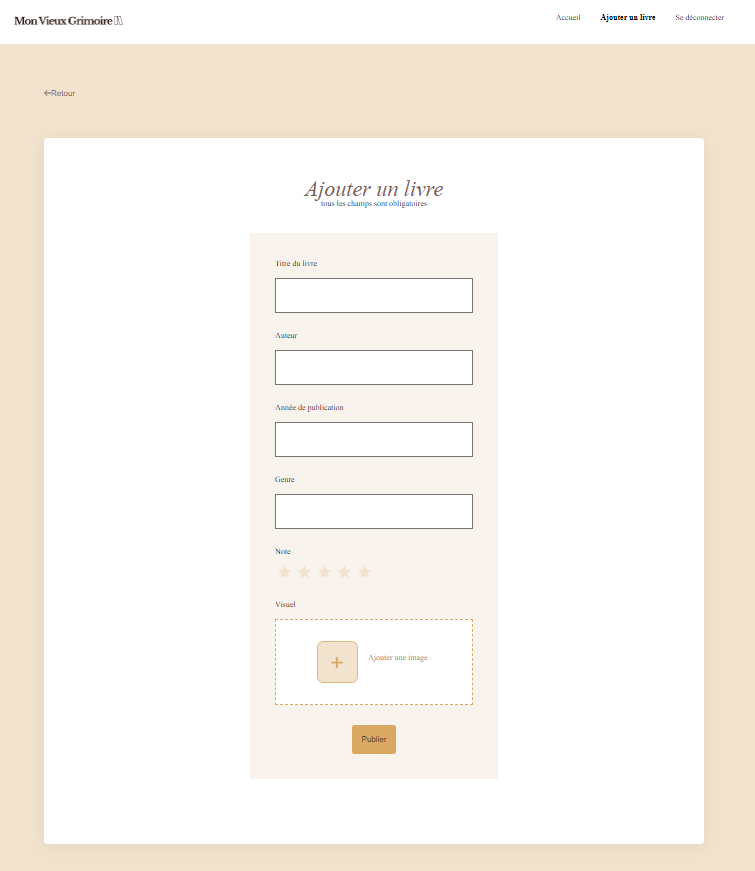 Mon Vieux Grimoire
Accueil
Ajouter un livre
Se déconnecter
←Retour
Ajouter un livre
tous les champs sont obligatoires
Titre du livre
Auteur
Année de publication
Genre
Note
Visuel
+
Ajouter une image
Publier